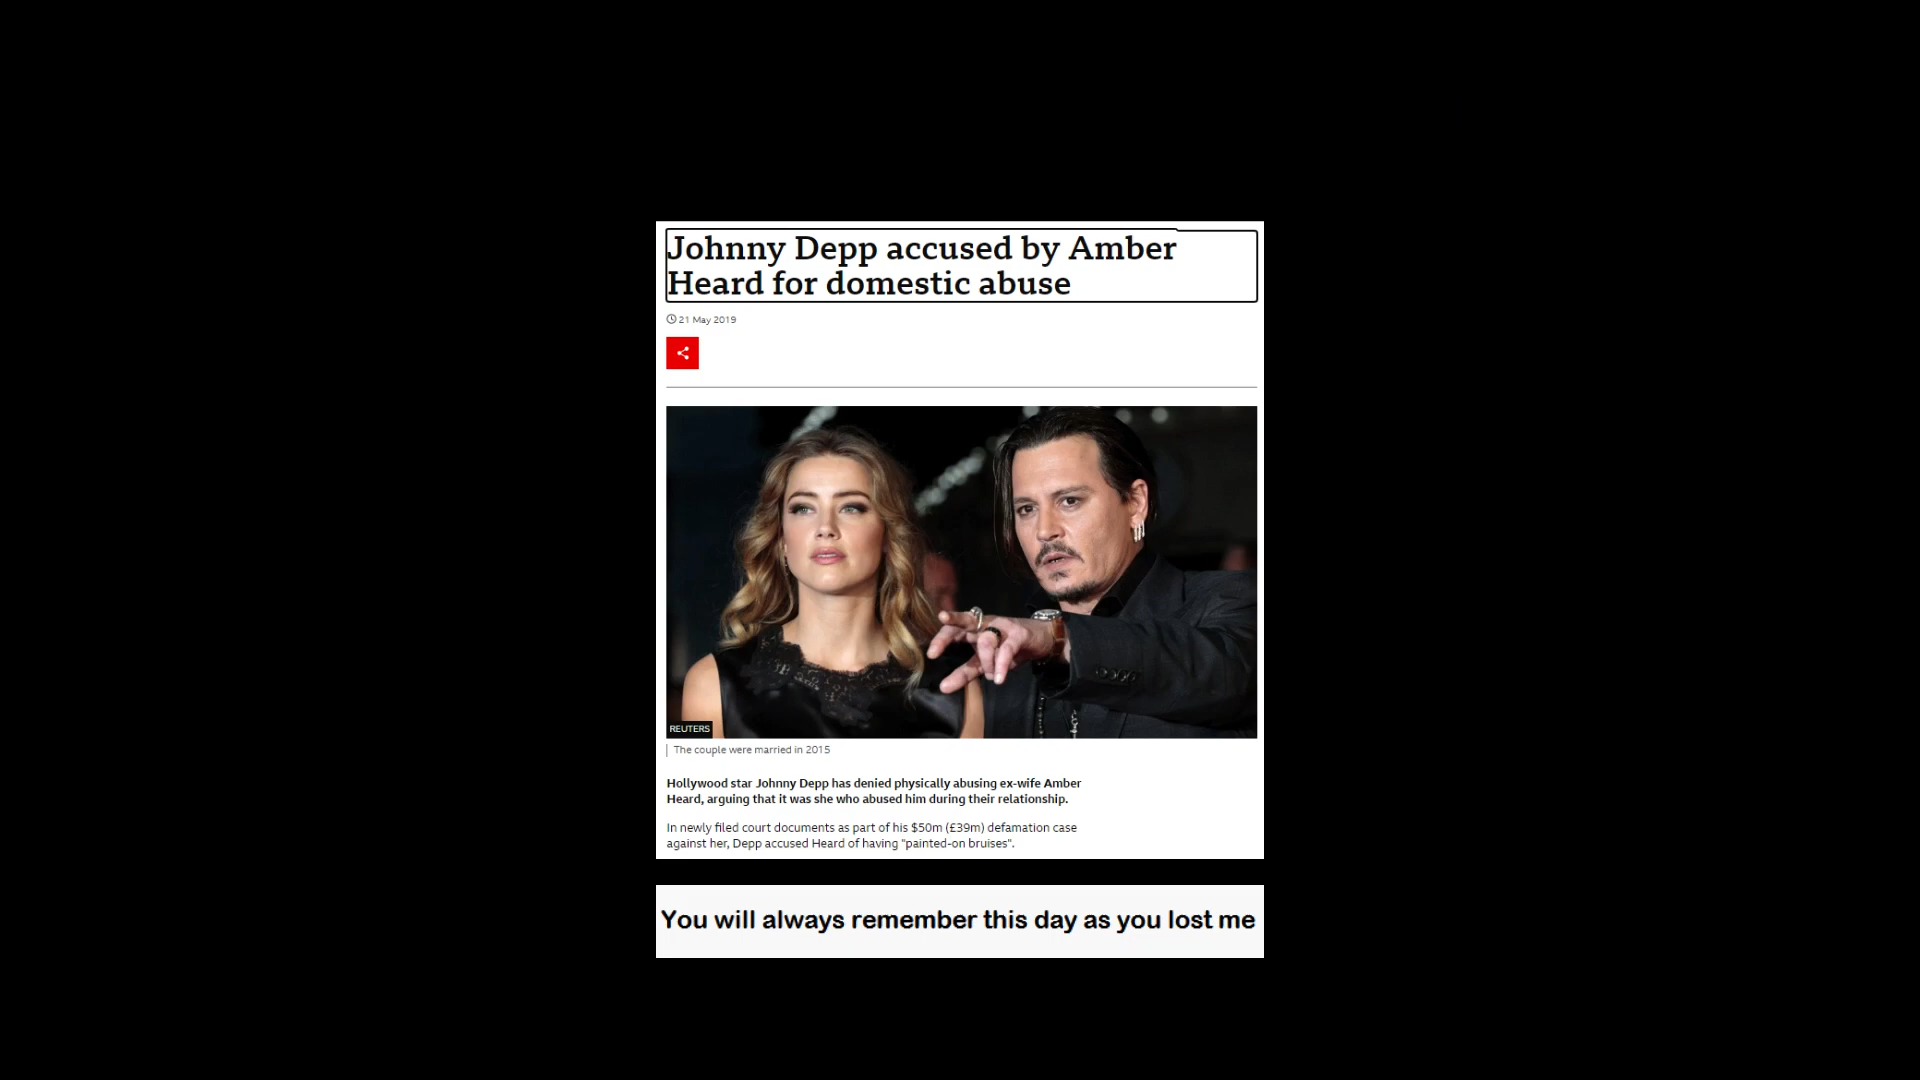 Johnny Depp accused by Amber
Heard for domestic abuse
21 May 2019
REUTERS
The couple were married in 2015
Hollywood star Johnny Depp has denied physically abusing ex-wife Amber
Heard, arguing that it was she who abused him during their relationship.
In newly filed court documents as part of his $50m (£39m) defamation case
against her, Depp accused Heard of having "painted-on bruises".
You will always remember this day as you lost me